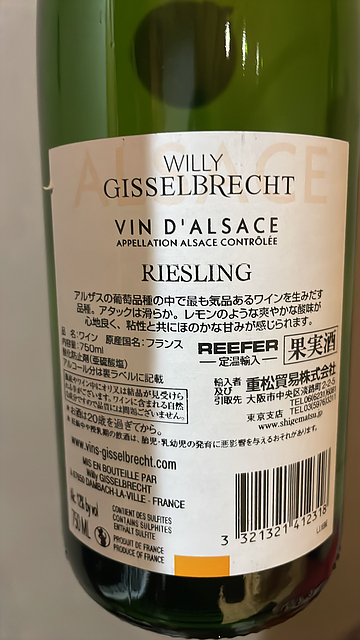 ALSACE
WILLY
GISSELBRECHT
VIN D'ALSACE
APPELLATION ALSACE CONTRÔLÉE
RIESLING
アルザスの葡萄品種の中で最も気品あるワインを生みだす
品種。アタックは滑らか。レモンのような爽やかな酸味が
心地良く、粘性と共にほのかな甘みが感じられます。
品名:ワイン 原産国名:フランス
内容量:750ml
酸化防止剤(亜硫酸塩)
アルコール分は裏ラベルに記載
REEFER
定温輸入
果実酒
輸入者
及び
引取先
重松貿易株式会社
大阪市中央区淡路町2-2-5
東京支店
www.shigematsu.jp
お酒は20歳を過ぎてから。
妊娠中や授乳期の飲酒は、胎児・乳幼児の発育に悪影響を与えるおそれがあります。
www.vins-gisselbrecht.com
MIS EN BOUTEILLE PAR
Willy GISSELBRECHT
À 67650 DAMBACH-LA-VILLE - FRANCE
Alc. 12% by vol
750 ML
CONTIENT DES SULFITES
CONTAINS SULPHITES
ENTHÄLT SULFITE
PRODUIT DE FRANCE
PRODUCE OF FRANCE
3 321321 412318